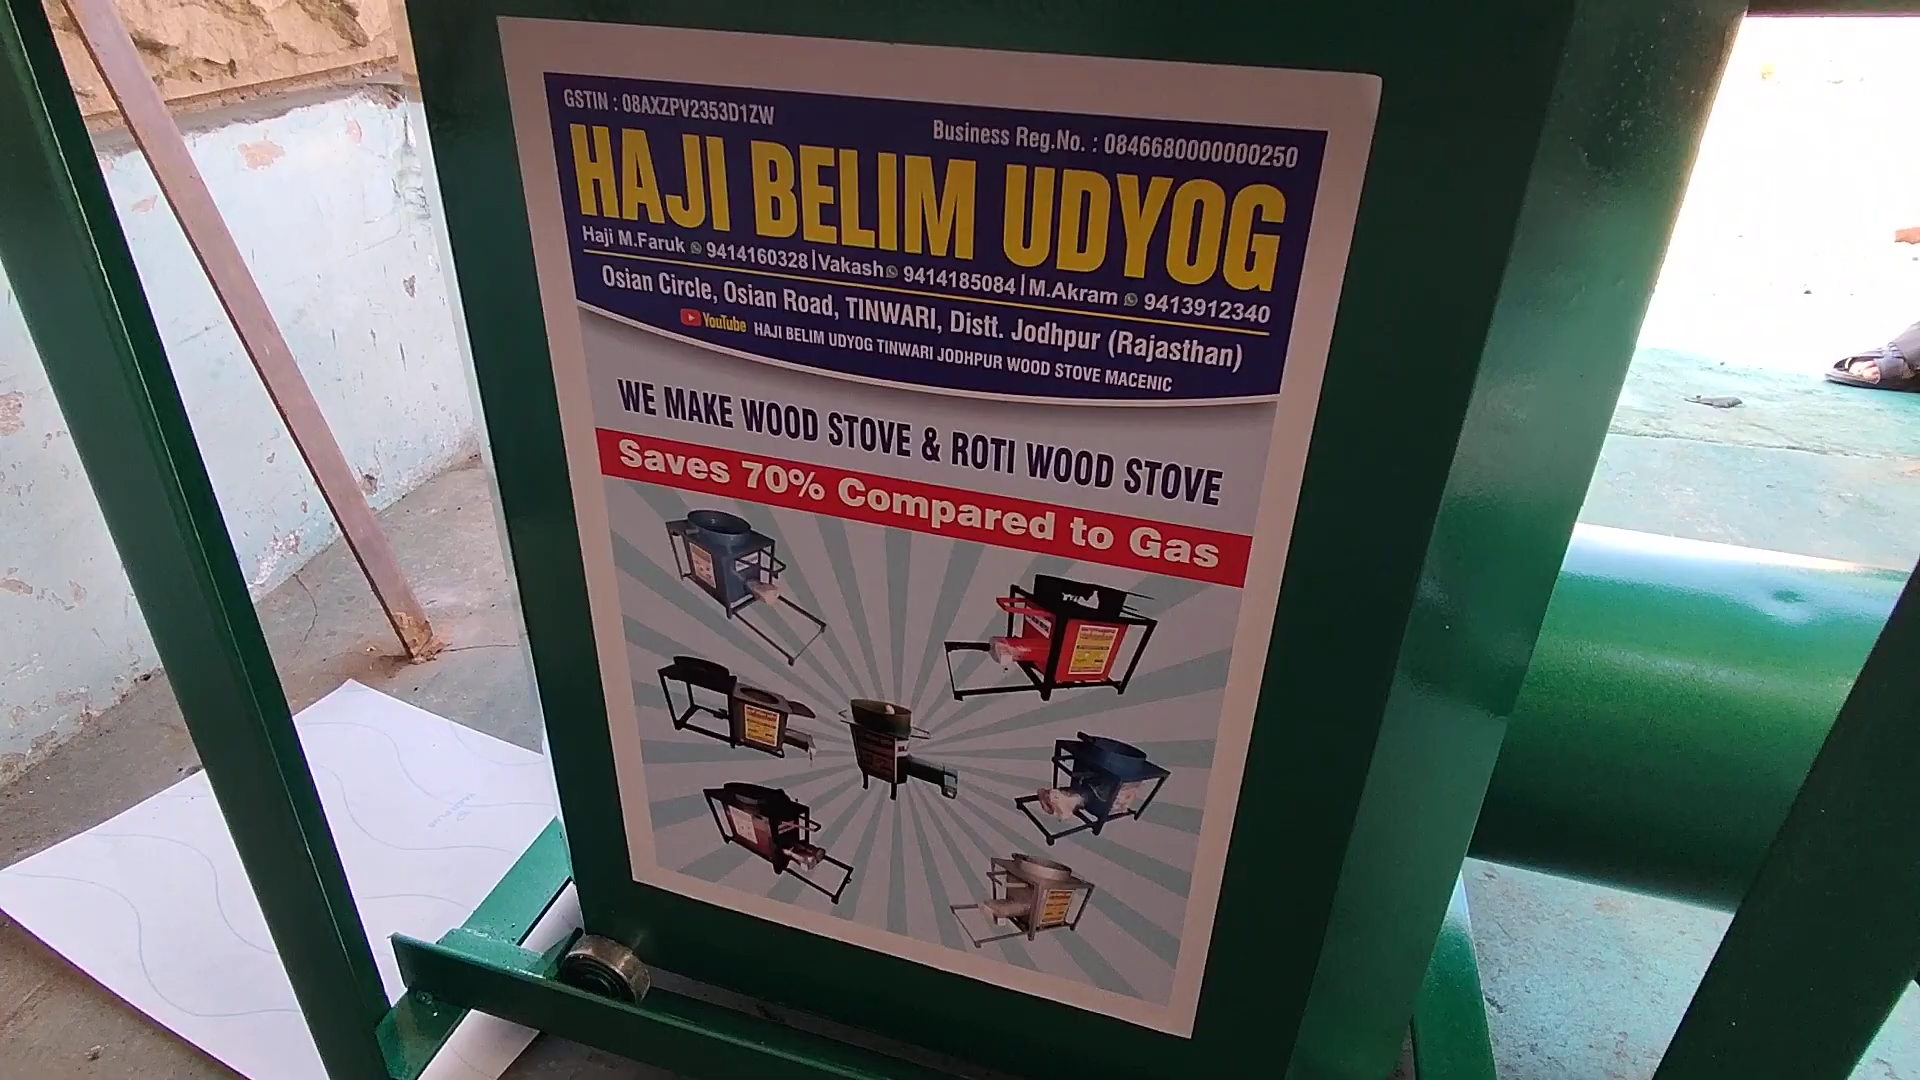 GSTIN : 08AXZPV2353D1ZW
Business Reg.No. : 0846680000000250
HAJI BELIM UDYOG
Haji M.Faruk 9414160328 | Vakash 9414185084 | M.Akram 9413912340
Osian Circle, Osian Road, TINWARI, Distt. Jodhpur (Rajasthan)
YouTube HAJI BELIM UDYOG TINWARI JODHPUR WOOD STOVE MACENIC
WE MAKE WOOD STOVE & ROTI WOOD STOVE
Saves 70% Compared to Gas